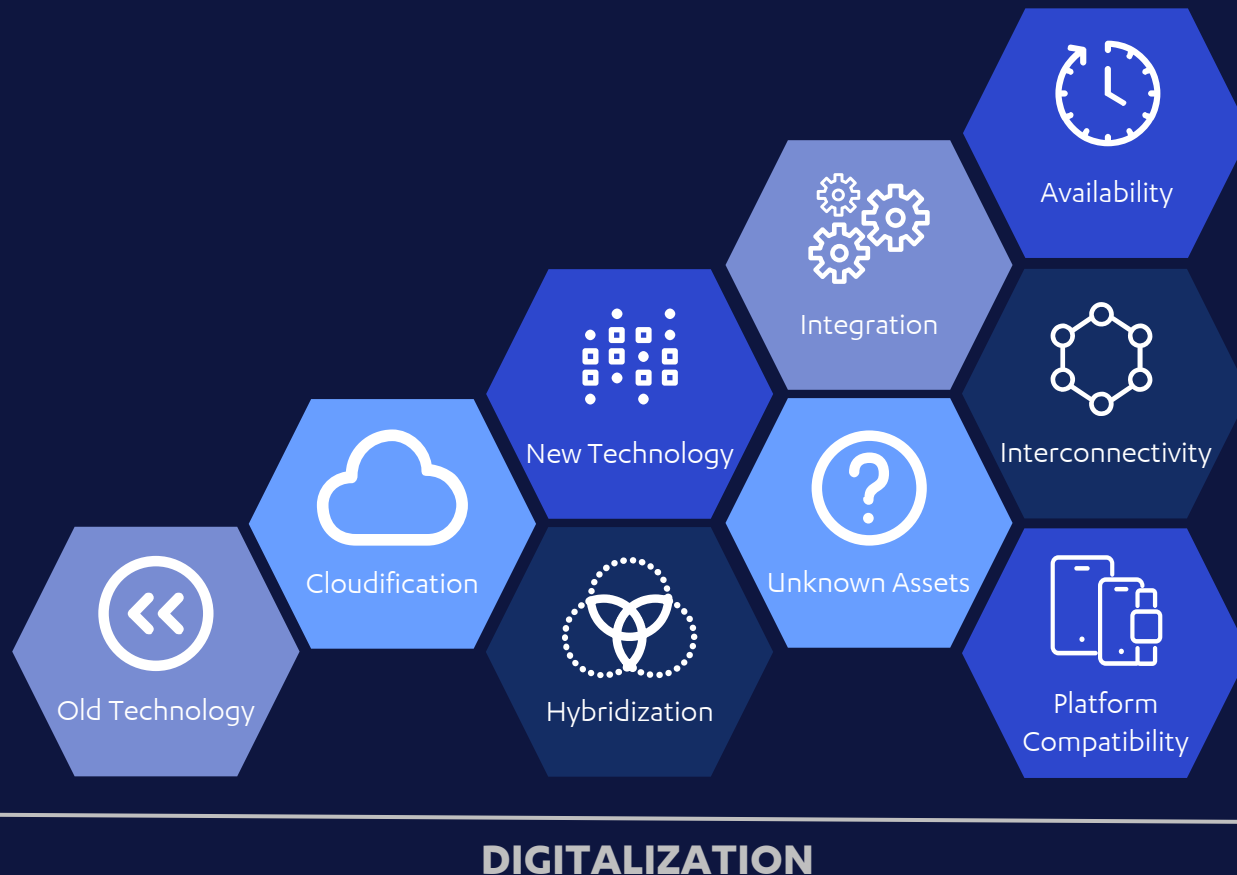 Availability
Integration
Interconnectivity
New Technology
Cloudification
Unknown Assets
Old Technology
Hybridization
Platform
Compatibility
DIGITALIZATION